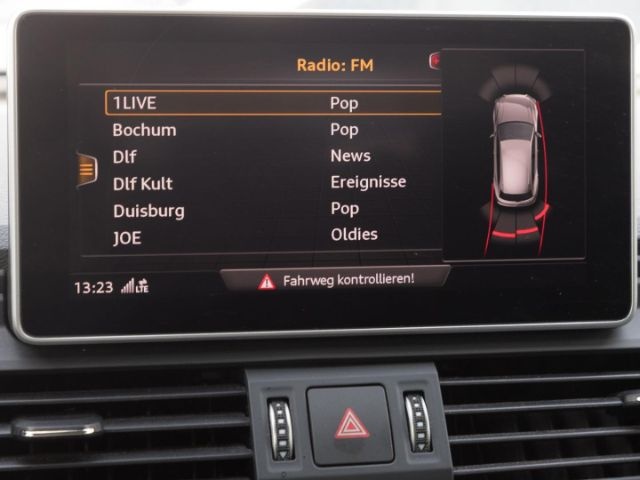 Radio: FM
1LIVE Pop
Bochum Pop
Dlf News
Dlf Kult Ereignisse
Duisburg Pop
JOE Oldies
13:23 LTE
Fahrweg kontrollieren!